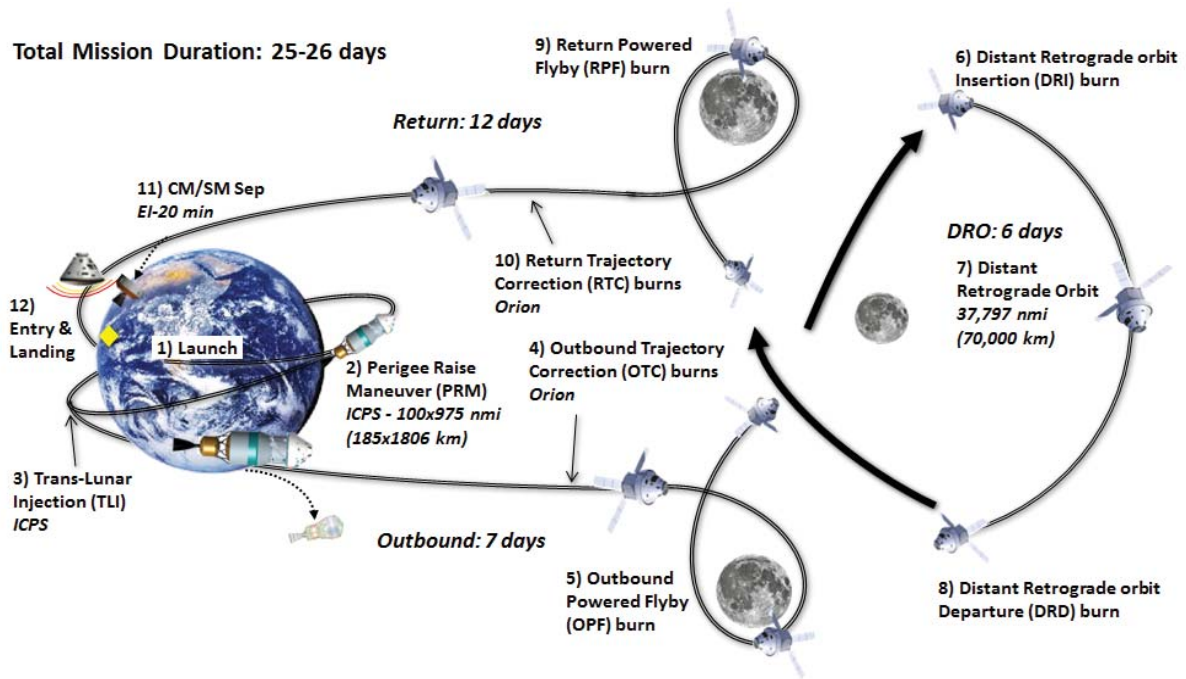 Total Mission Duration: 25-26 days
1) Launch
2) Perigee Raise
Maneuver (PRM)
ICPS - 100x975 nmi
(185x1806 km)
3) Trans-Lunar
Injection (TLI)
ICPS
Outbound: 7 days
4) Outbound Trajectory
Correction (OTC) burns
Orion
5) Outbound
Powered Flyby
(OPF) burn
6) Distant Retrograde orbit
Insertion (DRI) burn
DRO: 6 days
7) Distant
Retrograde Orbit
37,797 nmi
(70,000 km)
8) Distant Retrograde orbit
Departure (DRD) burn
9) Return Powered
Flyby (RPF) burn
Return: 12 days
10) Return Trajectory
Correction (RTC) burns
Orion
11) CM/SM Sep
EI-20 min
12)
Entry &
Landing